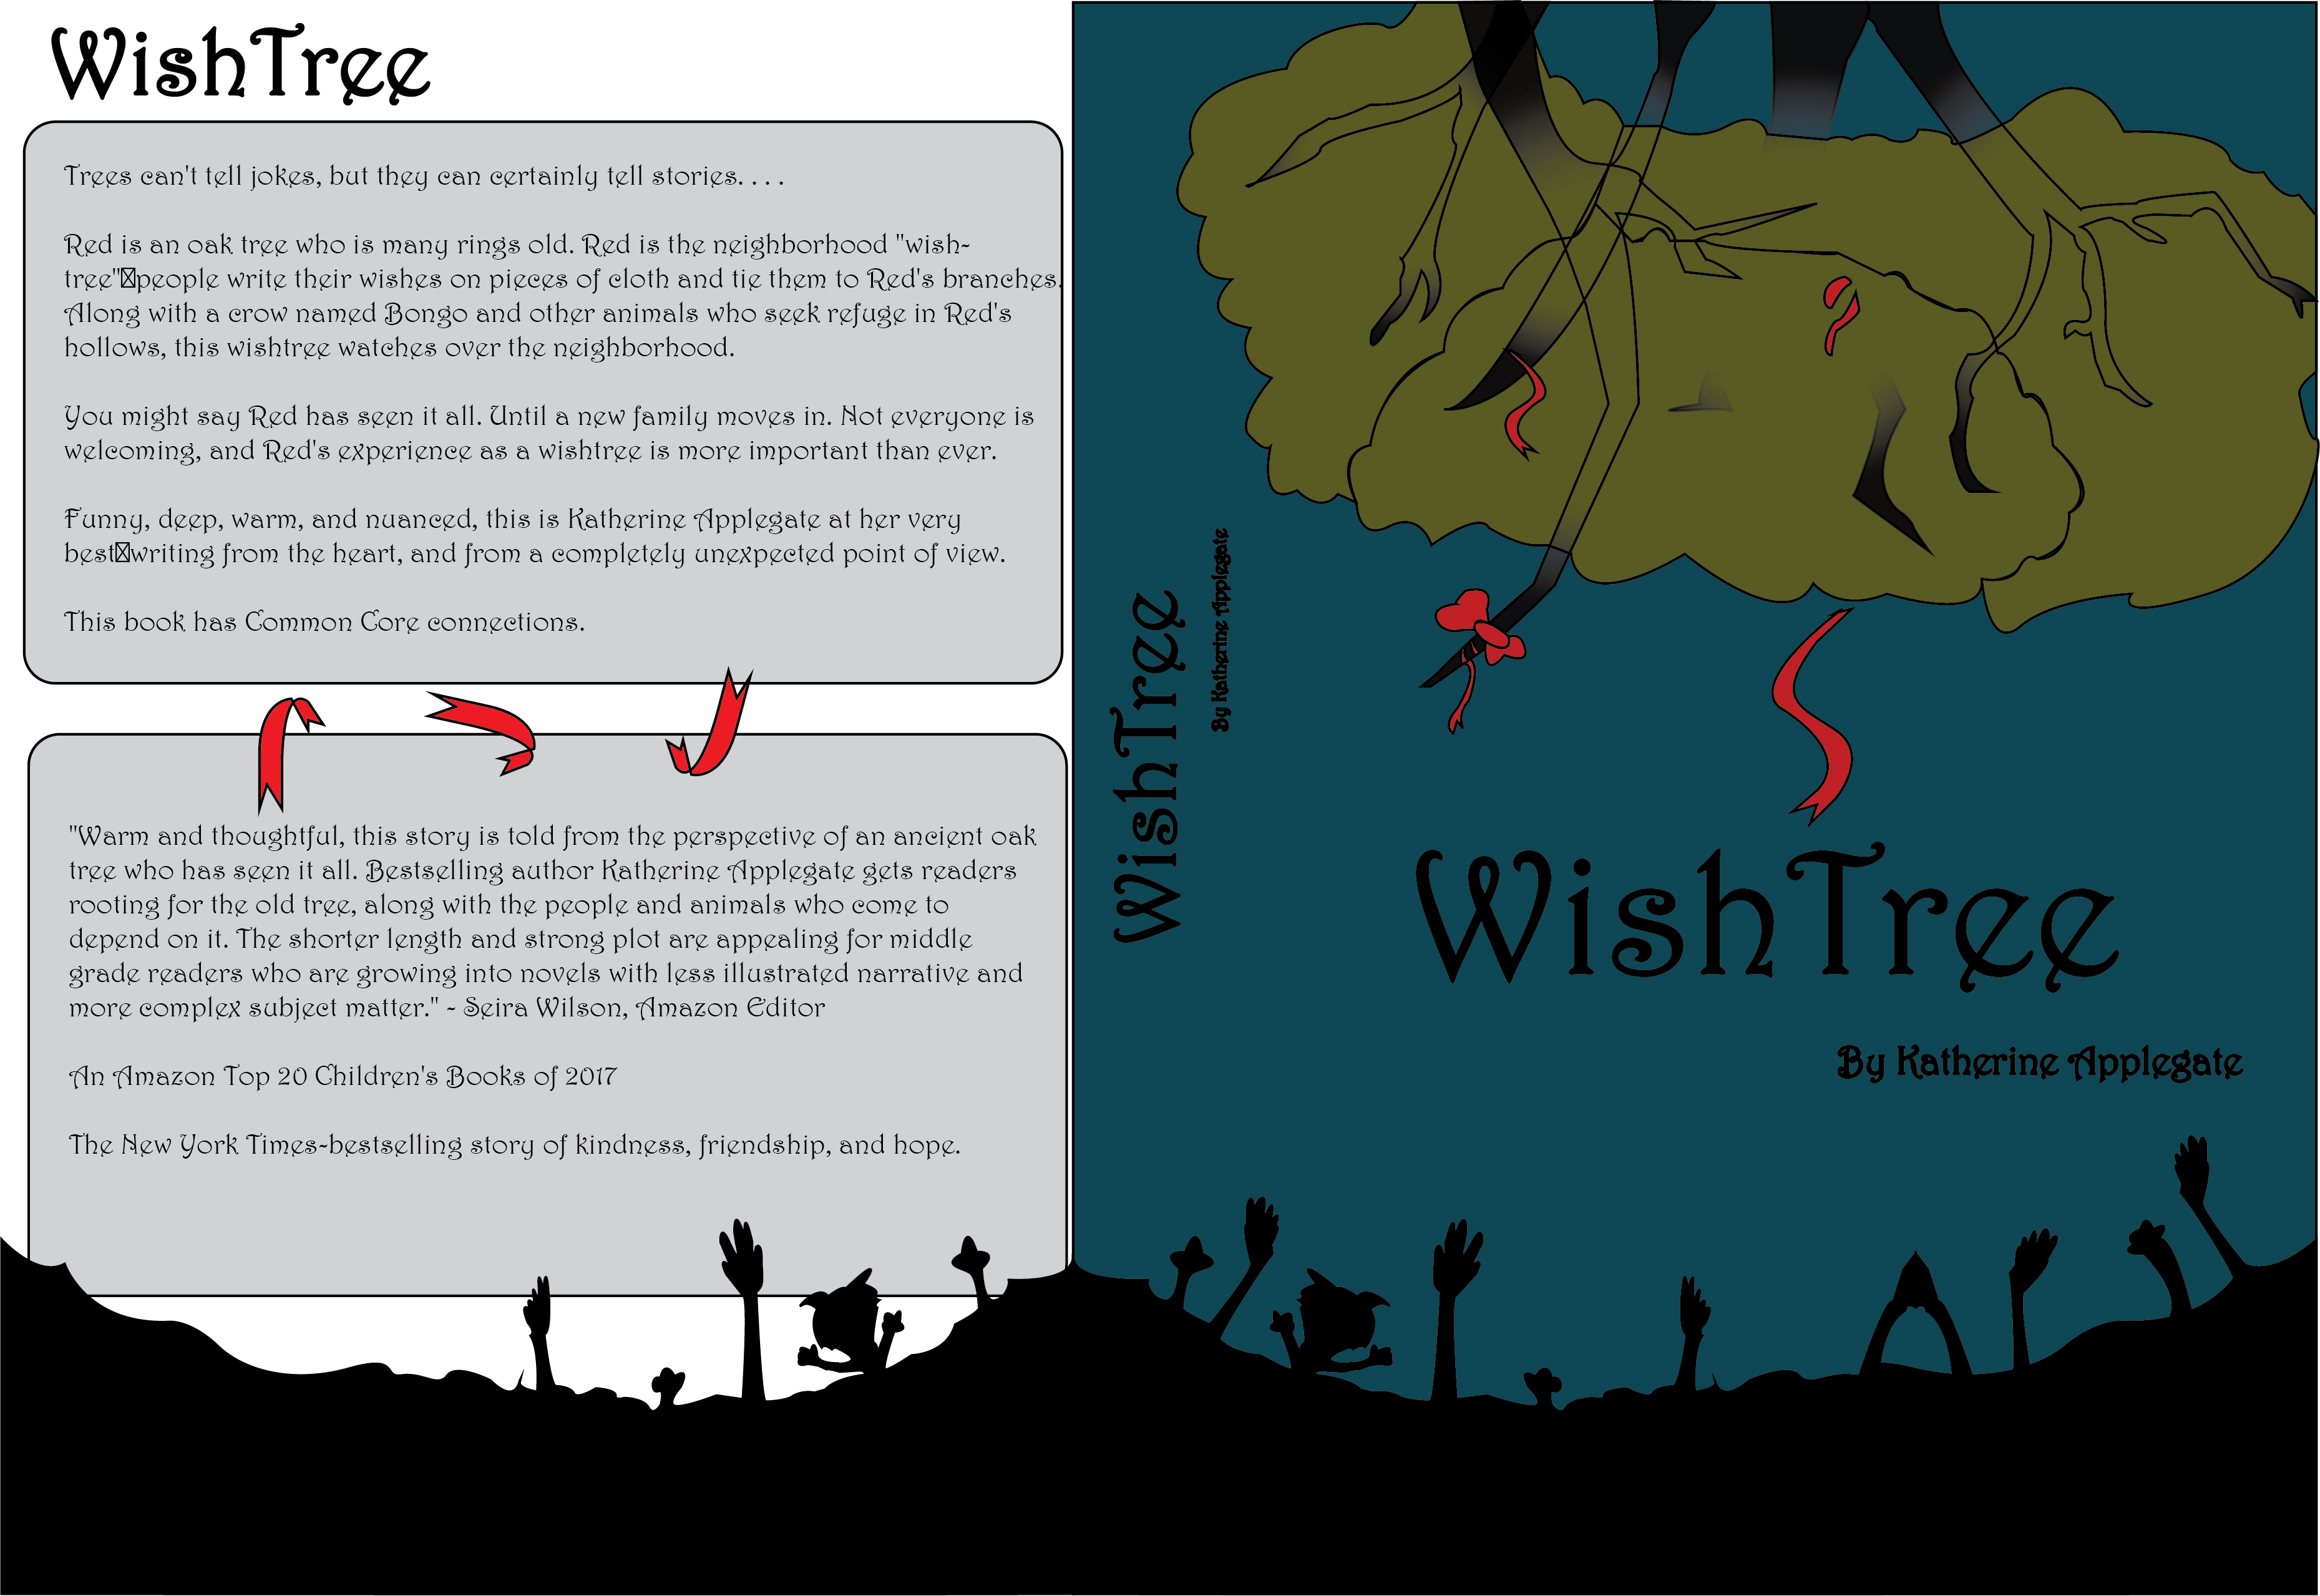 WishTree
Trees can't tell jokes, but they can certainly tell stories. . . .
Red is an oak tree who is many rings old. Red is the neighborhood "wish-
tree"☒people write their wishes on pieces of cloth and tie them to Red's branches.
Along with a crow named Bongo and other animals who seek refuge in Red's
hollows, this wishtree watches over the neighborhood.
You might say Red has seen it all. Until a new family moves in. Not everyone is
welcoming, and Red's experience as a wishtree is more important than ever.
Funny, deep, warm, and nuanced, this is Katherine Applegate at her very
best☒writing from the heart, and from a completely unexpected point of view.
This book has Common Core connections.
"Warm and thoughtful, this story is told from the perspective of an ancient oak
tree who has seen it all. Bestselling author Katherine Applegate gets readers
rooting for the old tree, along with the people and animals who come to
depend on it. The shorter length and strong plot are appealing for middle
grade readers who are growing into novels with less illustrated narrative and
more complex subject matter." - Seira Wilson, Amazon Editor
An Amazon Top 20 Children's Books of 2017
The New York Times-bestselling story of kindness, friendship, and hope.
WishTree
By Katherine Applegate
WishTree
By Katherine Applegate